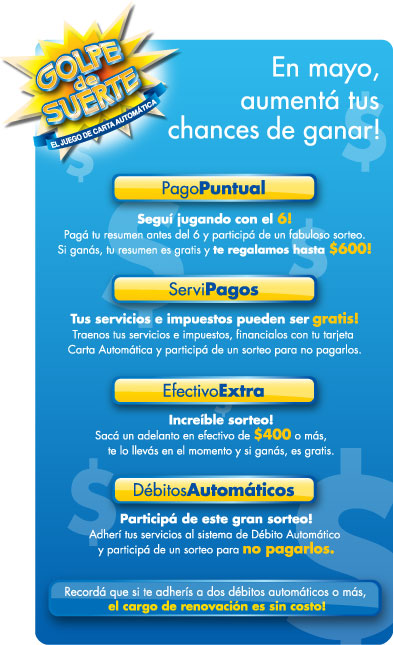 GOLPE
de
SUERTE
EL JUEGO DE CARTA AUTOMÁTICA
En mayo,
aumentá tus
chances de ganar!
PagoPuntual
Seguí jugando con el 6!
Pagá tu resumen antes del 6 y participá de un fabuloso sorteo.
Si ganás, tu resumen es gratis y te regalamos hasta $600!
ServiPagos
Tus servicios e impuestos pueden ser gratis!
Traenos tus servicios e impuestos, financialos con tu tarjeta
Carta Automática y participá de un sorteo para no pagarlos.
EfectivoExtra
Increíble sorteo!
Sacá un adelanto en efectivo de $400 o más,
te lo llevás en el momento y si ganás, es gratis.
DébitosAutomáticos
Participá de este gran sorteo!
Adherí tus servicios al sistema de Débito Automático
y participá de un sorteo para no pagarlos.
Recordá que si te adherís a dos débitos automáticos o más,
el cargo de renovación es sin costo!